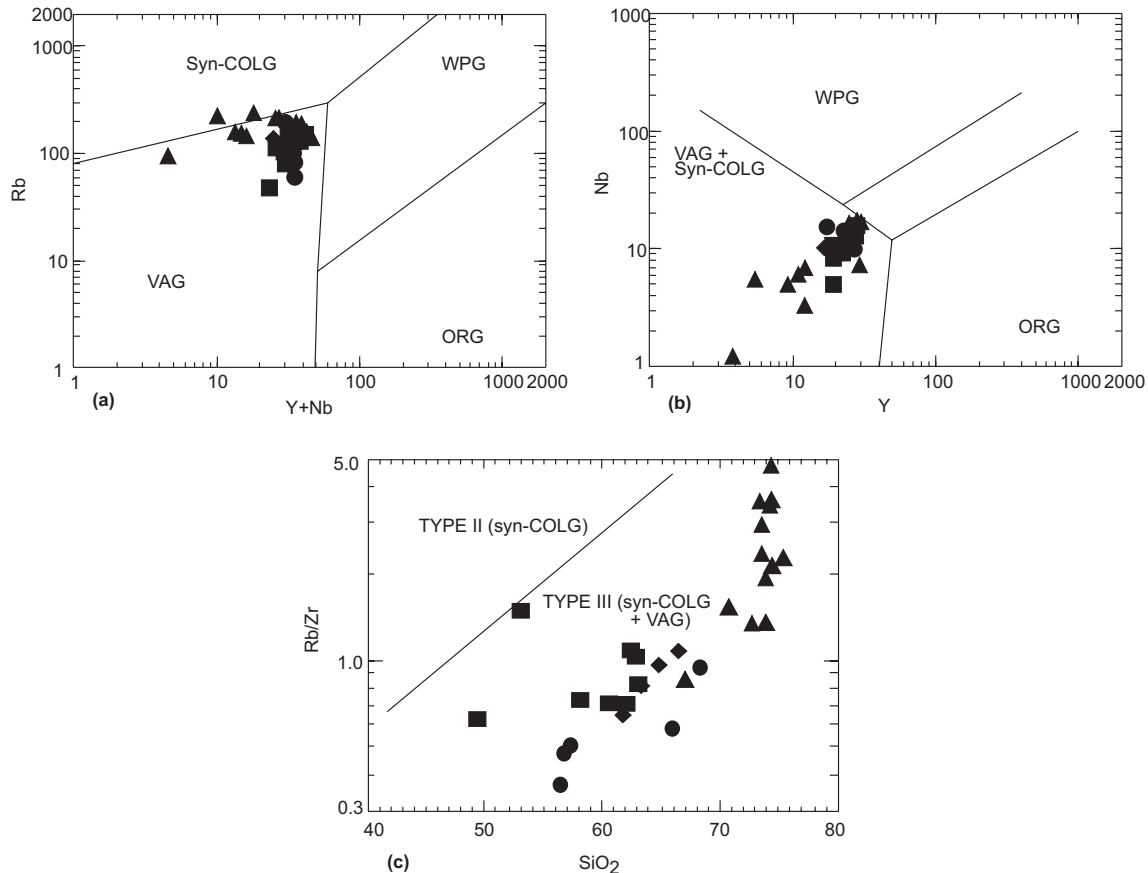 2000
1000
Syn-COLG
WPG
Rb
100
10
VAG
ORG
1
1
10
100
1000 2000
(a)
Y+Nb
1000
WPG
Nb
100
VAG +
Syn-COLG
10
ORG
1
1
10
100
1000 2000
(b)
Y
5.0
TYPE II (syn-COLG)
TYPE III (syn-COLG
+ VAG)
Rb/Zr
1.0
0.3
40
50
60
70
80
(c)
SiO₂